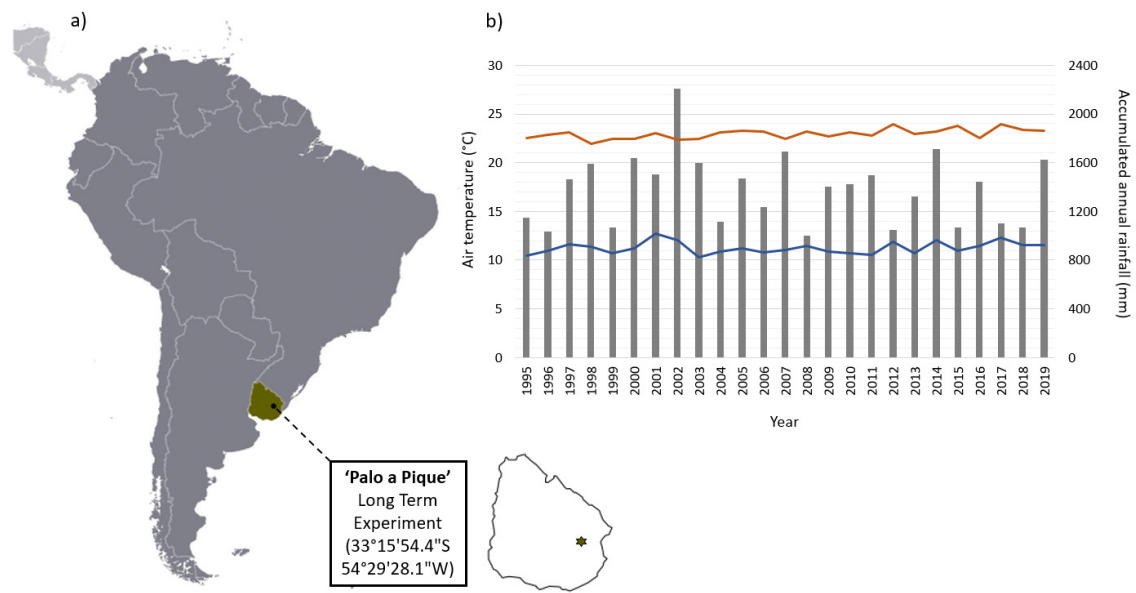 a)
‘Palo a Pique’
Long Term
Experiment
(33°15'54.4"S
54°29'28.1"W)
b)
Air temperature (°C)
30
25
20
15
10
5
0
2400
2000
1600
1200
800
400
0
Accumulated annual rainfall (mm)
1995 1996 1997 1998 1999 2000 2001 2002 2003 2004 2005 2006 2007 2008 2009 2010 2011 2012 2013 2014 2015 2016 2017 2018 2019
Year